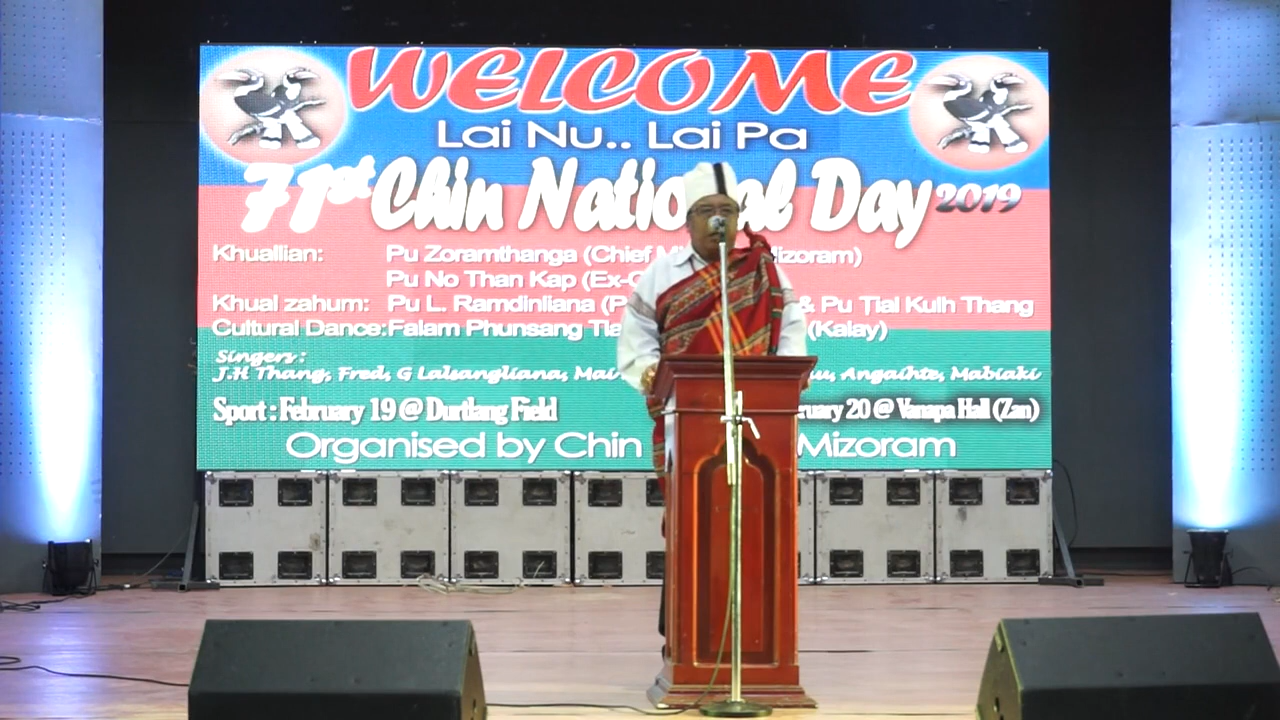 WELCOME
Lai Nu.. Lai Pa
71st Chin National Day 2019
Khuallian: Pu Zoramthanga (Chief Mizoram)
Pu No Than Kap (Ex-
Khual zahum: Pu L. Ramdinliana & Pu Ṭial Kulh Thang
Cultural Dance: Falam Phunsang (Kalay)
Singers :
J.H Thang, Fred, G Lalsangliana, Angaihte, Mabiaki
Sport : February 19 @ Durtlang Field 20 @ Vanapa Hall (Zan)
Organised by Chin Mizoram